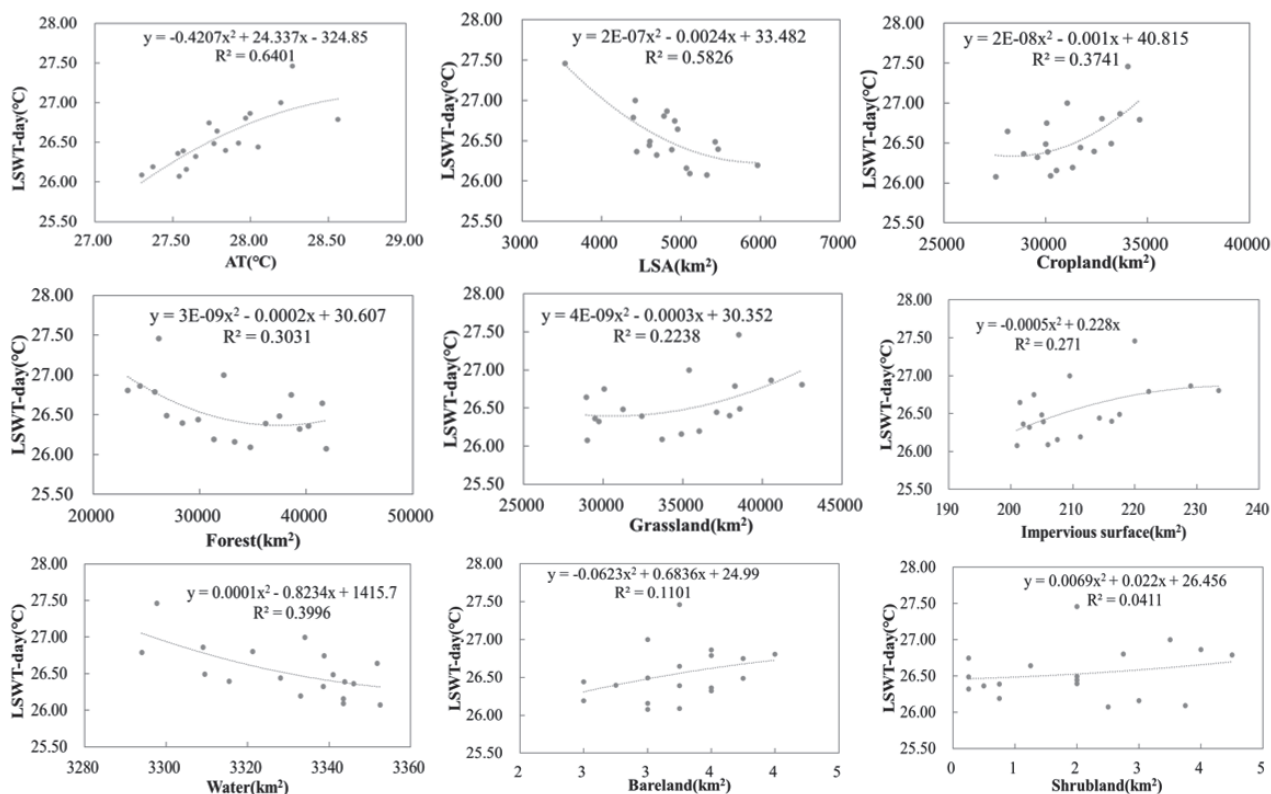 y = -0.4207x² + 24.337x - 324.85
R² = 0.6401
LSWT-day(°C)
28.00
27.50
27.00
26.50
26.00
25.50
27.00 27.50 28.00 28.50 29.00
AT(°C)
y = 2E-07x² - 0.0024x + 33.482
R² = 0.5826
LSWT-day(°C)
28.00
27.50
27.00
26.50
26.00
25.50
3000 4000 5000 6000 7000
LSA(km²)
y = 2E-08x² - 0.001x + 40.815
R² = 0.3741
LSWT-day(°C)
28.00
27.50
27.00
26.50
26.00
25.50
25000 30000 35000 40000
Cropland(km²)
y = 3E-09x² - 0.0002x + 30.607
R² = 0.3031
LSWT-day(°C)
28.00
27.50
27.00
26.50
26.00
25.50
20000 30000 40000 50000
Forest(km²)
y = 4E-09x² - 0.0003x + 30.352
R² = 0.2238
LSWT-day(°C)
28.00
27.50
27.00
26.50
26.00
25.50
25000 30000 35000 40000 45000
Grassland(km²)
y = -0.0005x² + 0.228x
R² = 0.271
LSWT-day(°C)
28.00
27.50
27.00
26.50
26.00
25.50
190 200 210 220 230 240
Impervious surface(km²)
y = 0.0001x² - 0.8234x + 1415.7
R² = 0.3996
LSWT-day(°C)
28.00
27.50
27.00
26.50
26.00
25.50
3280 3300 3320 3340 3360
Water(km²)
y = -0.0623x² + 0.6836x + 24.99
R² = 0.1101
LSWT-day(°C)
28.00
27.50
27.00
26.50
26.00
25.50
2 3 3 4 4 5
Bareland(km²)
y = 0.0069x² + 0.022x + 26.456
R² = 0.0411
LSWT-day(°C)
28.00
27.50
27.00
26.50
26.00
25.50
0 1 2 3 4 5
Shrubland(km²)